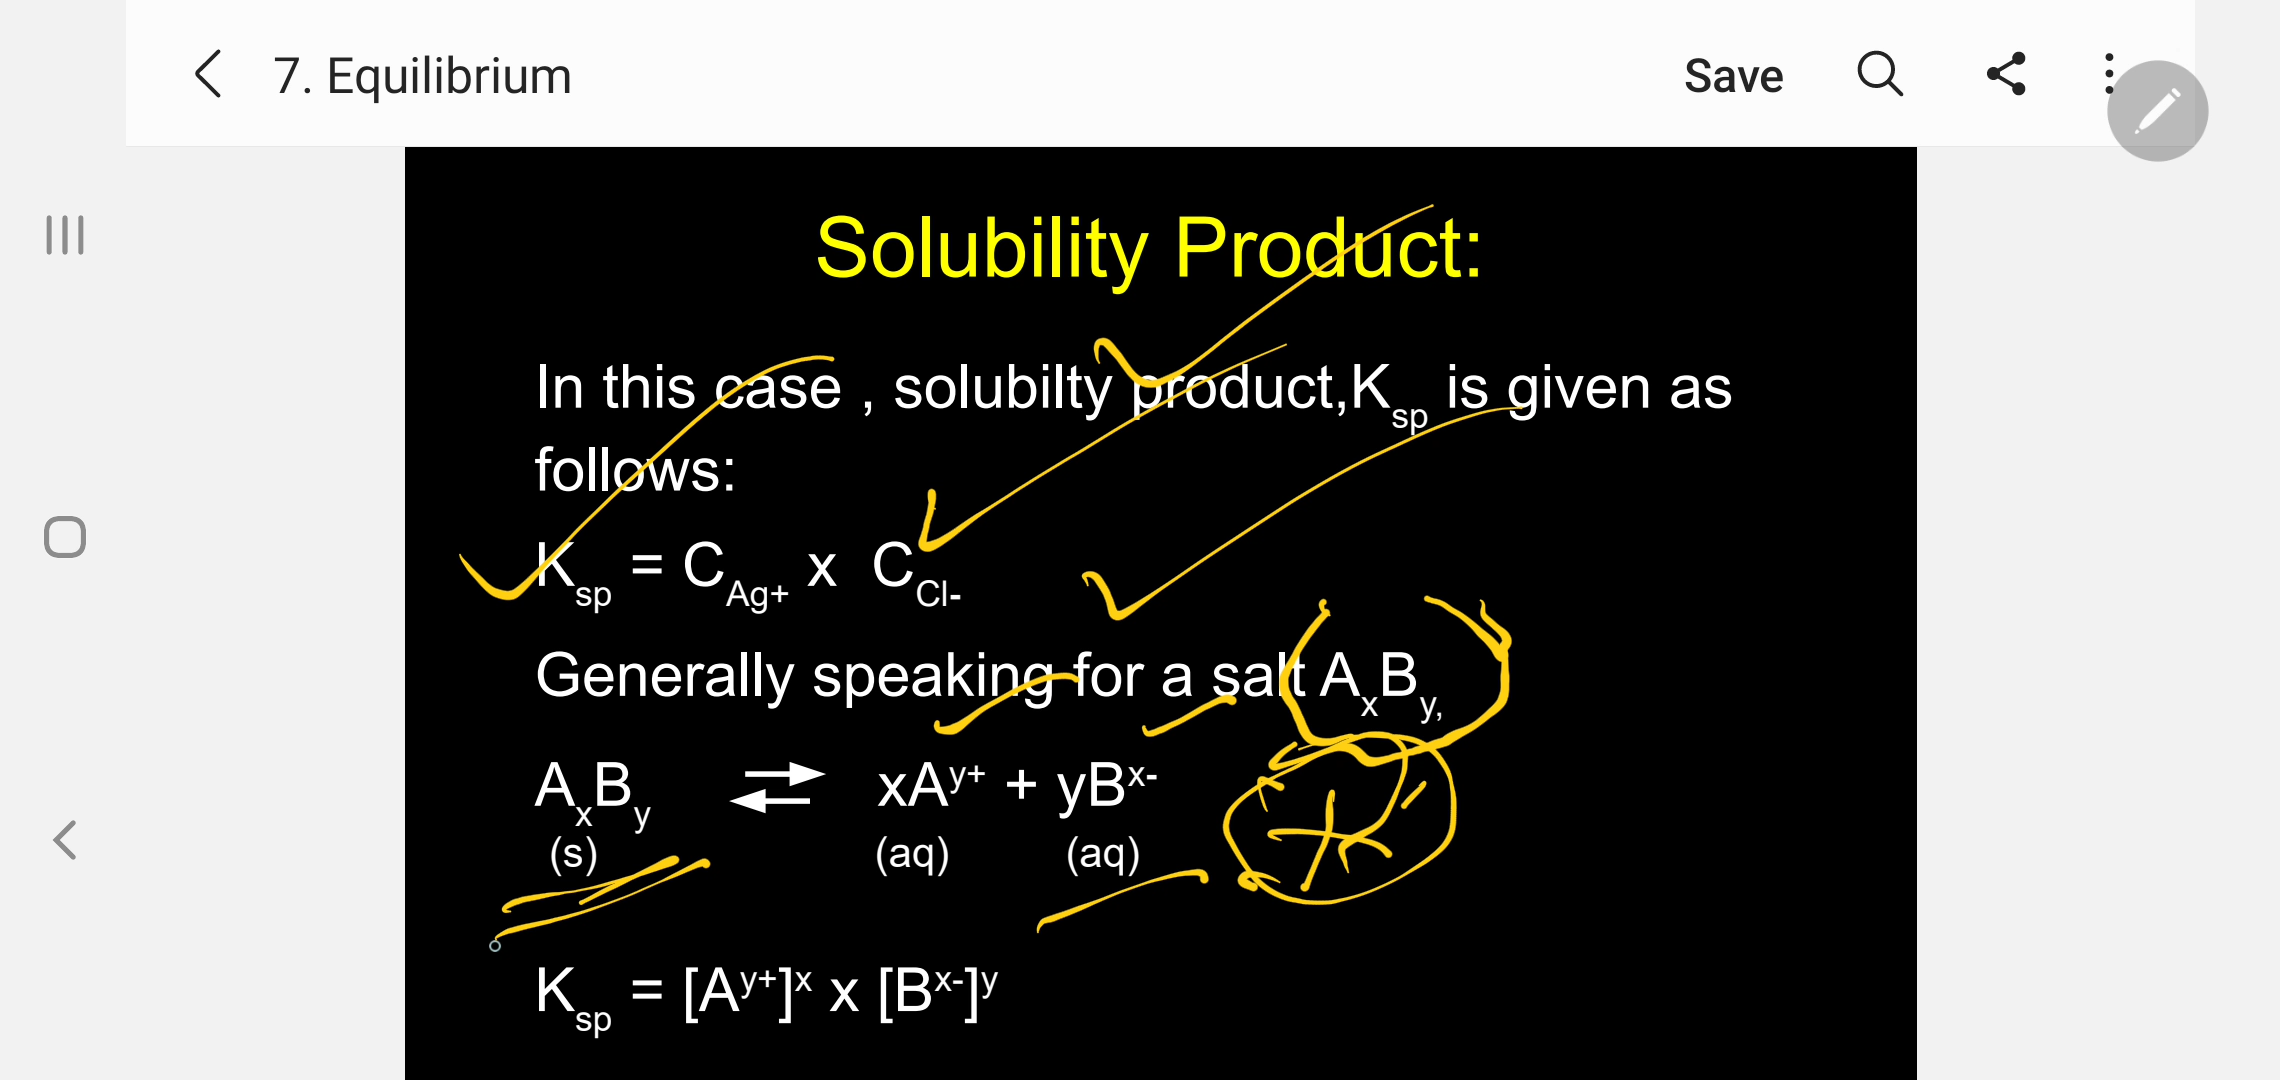 7. Equilibrium Save
Solubility Product:
In this case , solubilty product,Ksp is given as
follows:
Ksp = CAg+ x CCl-
Generally speaking for a salt AxBy,
AxBy ⇄ xAy+ + yBx-
(s) (aq) (aq)
Ksp = [Ay+]x x [Bx-]y